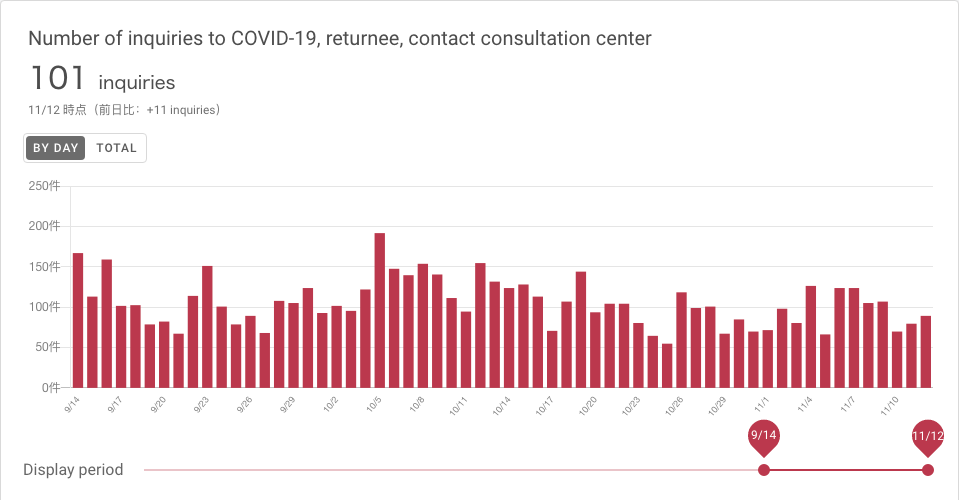 Number of inquiries to COVID-19, returnee, contact consultation center
101 inquiries
11/12 時点（前日比：+11 inquiries）
BY DAY TOTAL
250件
200件
150件
100件
50件
0件
9/14 9/17 9/20 9/23 9/26 9/29 10/2 10/5 10/8 10/11 10/14 10/17 10/20 10/23 10/26 10/29 11/1 11/4 11/7 11/10
9/14 11/12
Display period